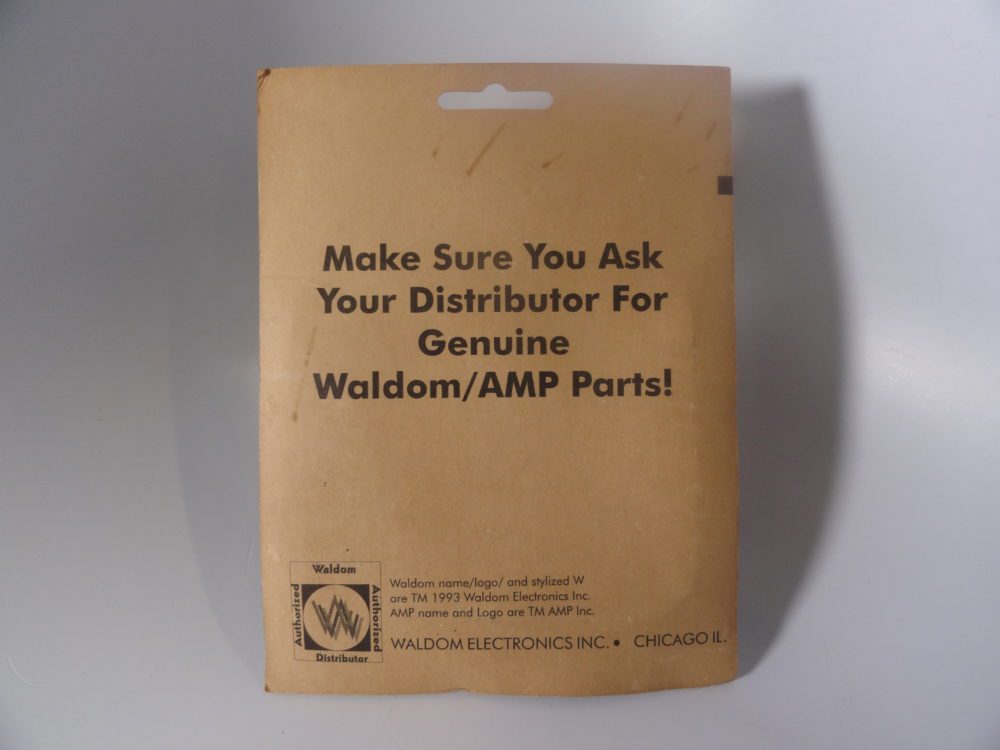 Make Sure You Ask
Your Distributor For
Genuine
Waldom/AMP Parts!
Waldom
Authorized
Authorized
Distributor
Waldom name/logo/ and stylized W
are TM 1993 Waldom Electronics Inc.
AMP name and Logo are TM AMP Inc.
WALDOM ELECTRONICS INC. • CHICAGO IL.